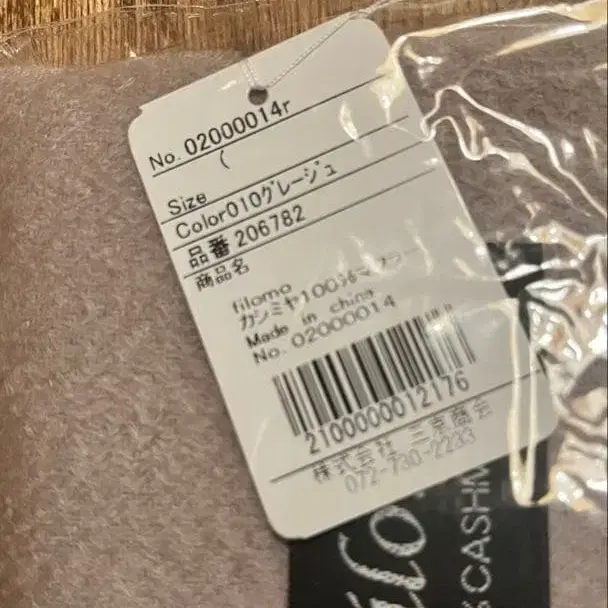 No. 02000014r
Size
Color010グレージュ
品番 206782
商品名
filomo
カシミヤ100%マフラー
Made in china
No. 02000014
2100000012176
株式会社 三京商会
072-730-2233
CASHM